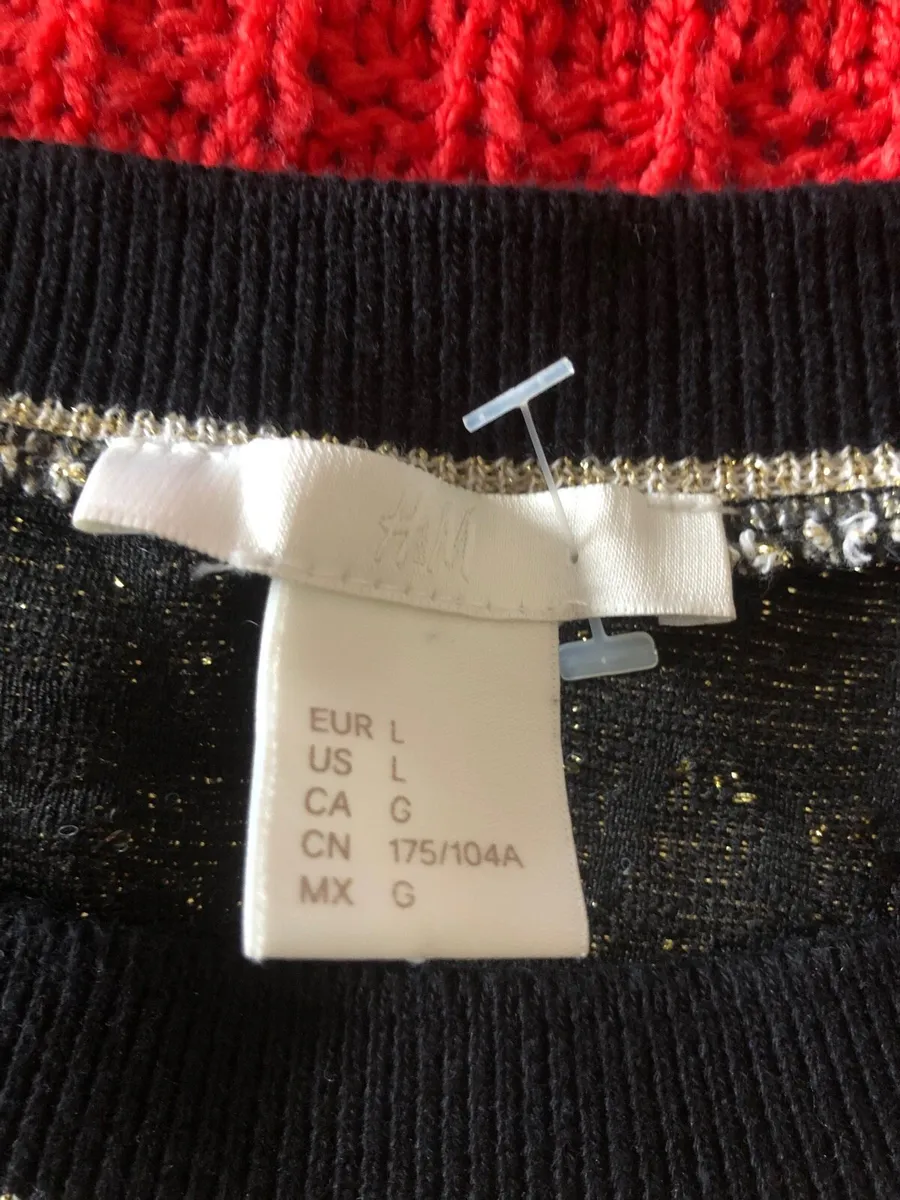 H&M
EUR L
US L
CA G
CN 175/104A
MX G